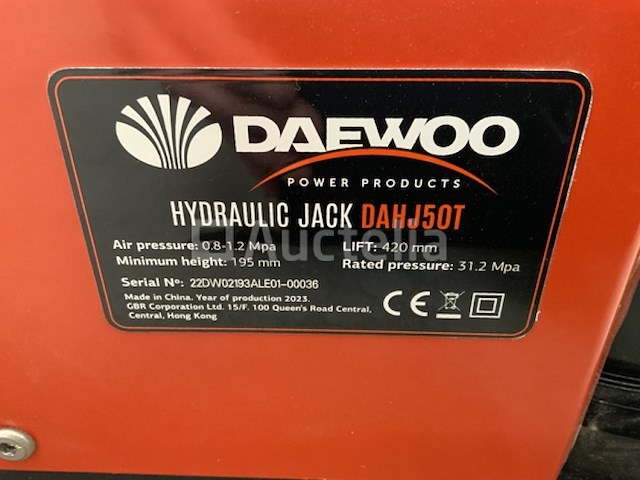 DAEWOO
POWER PRODUCTS
HYDRAULIC JACK DAHJ50T
Auctelia
Air pressure: 0.8-1.2 Mpa LIFT: 420 mm
Minimum height: 195 mm Rated pressure: 31.2 Mpa
Serial Nº: 22DW02193ALE01-00036
Made in China. Year of production 2023.
GBR Corporation Ltd. 15/F. 100 Queen's Road Central,
Central, Hong Kong
CE